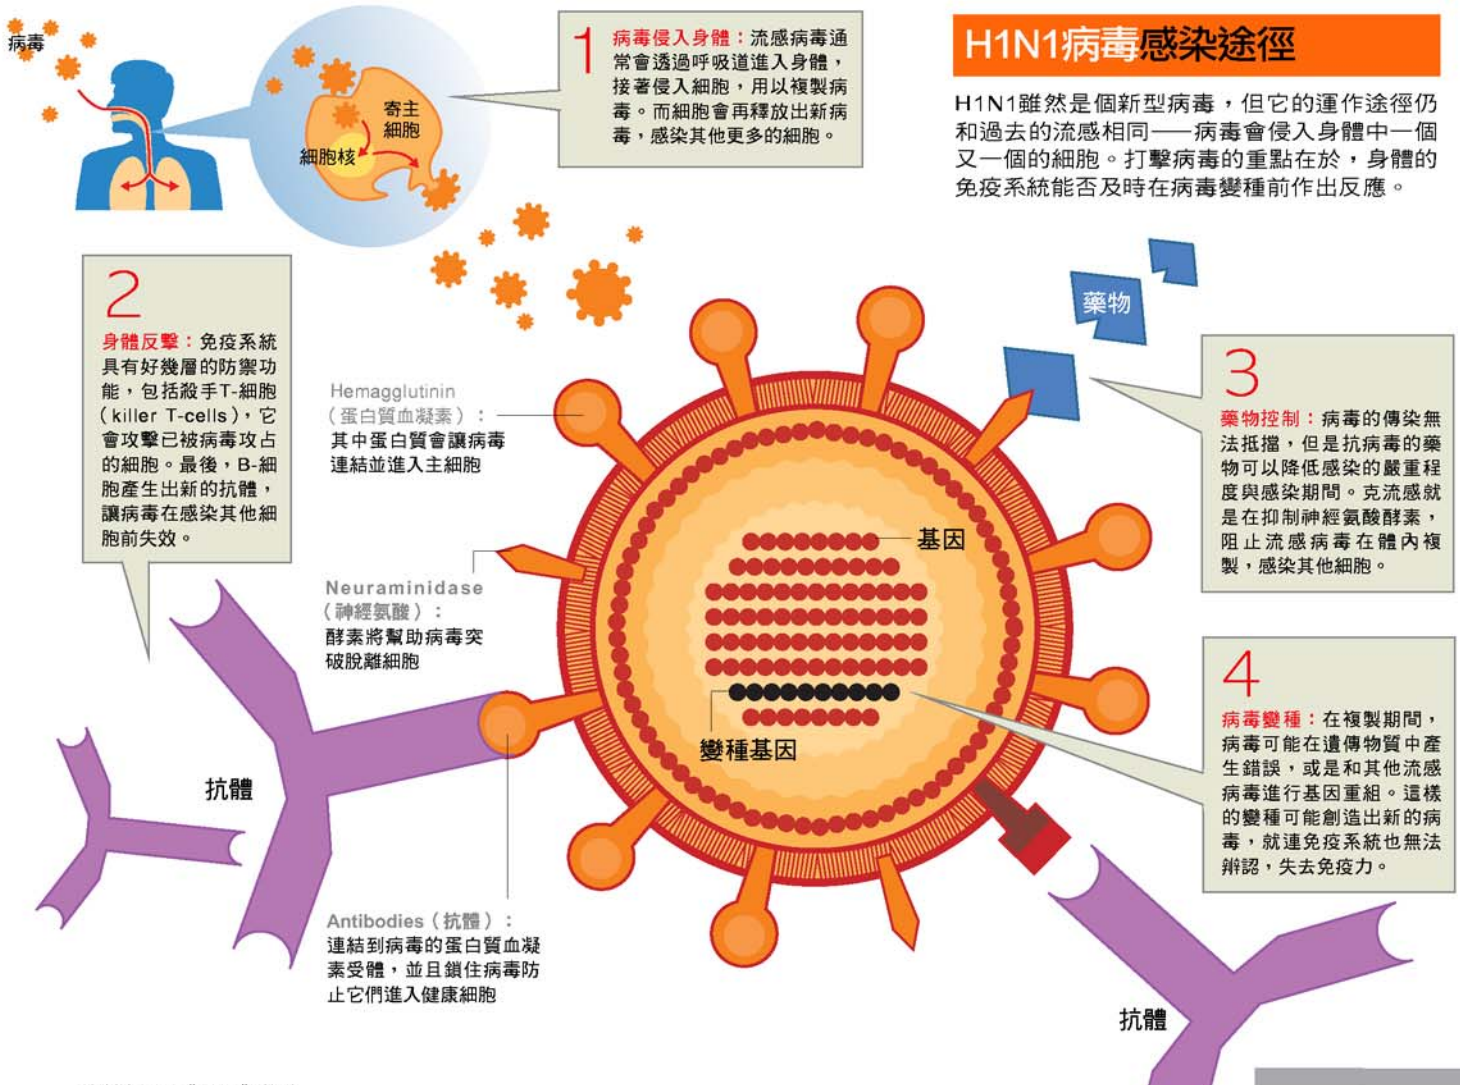 H1N1病毒感染途徑
H1N1雖然是個新型病毒，但它的運作途徑仍
和過去的流感相同——病毒會侵入身體中一個
又一個的細胞。打擊病毒的重點在於，身體的
免疫系統能否及時在病毒變種前作出反應。
病毒
寄主
細胞
細胞核
1
病毒侵入身體：流感病毒通
常會透過呼吸道進入身體，
接著侵入細胞，用以複製病
毒。而細胞會再釋放出新病
毒，感染其他更多的細胞。
2
身體反擊：免疫系統
具有好幾層的防禦功
能，包括殺手T-細胞
（killer T-cells），它
會攻擊已被病毒攻占
的細胞。最後，B-細
胞產生出新的抗體，
讓病毒在感染其他細
胞前失效。
Hemagglutinin
（蛋白質血凝素）：
其中蛋白質會讓病毒
連結並進入主細胞
Neuraminidase
（神經氨酸）：
酵素將幫助病毒突
破脫離細胞
藥物
3
藥物控制：病毒的傳染無
法抵擋，但是抗病毒的藥
物可以降低感染的嚴重程
度與感染期間。克流感就
是在抑制神經氨酸酵素，
阻止流感病毒在體內複
製，感染其他細胞。
基因
變種基因
4
病毒變種：在複製期間，
病毒可能在遺傳物質中產
生錯誤，或是和其他流感
病毒進行基因重組。這樣
的變種可能創造出新的病
毒，就連免疫系統也無法
辨認，失去免疫力。
抗體
Antibodies（抗體）：
連結到病毒的蛋白質血凝
素受體，並且鎖住病毒防
止它們進入健康細胞
抗體